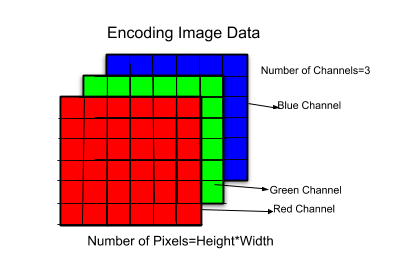 Encoding Image Data
Number of Channels=3
Blue Channel
Green Channel
Red Channel
Number of Pixels=Height*Width